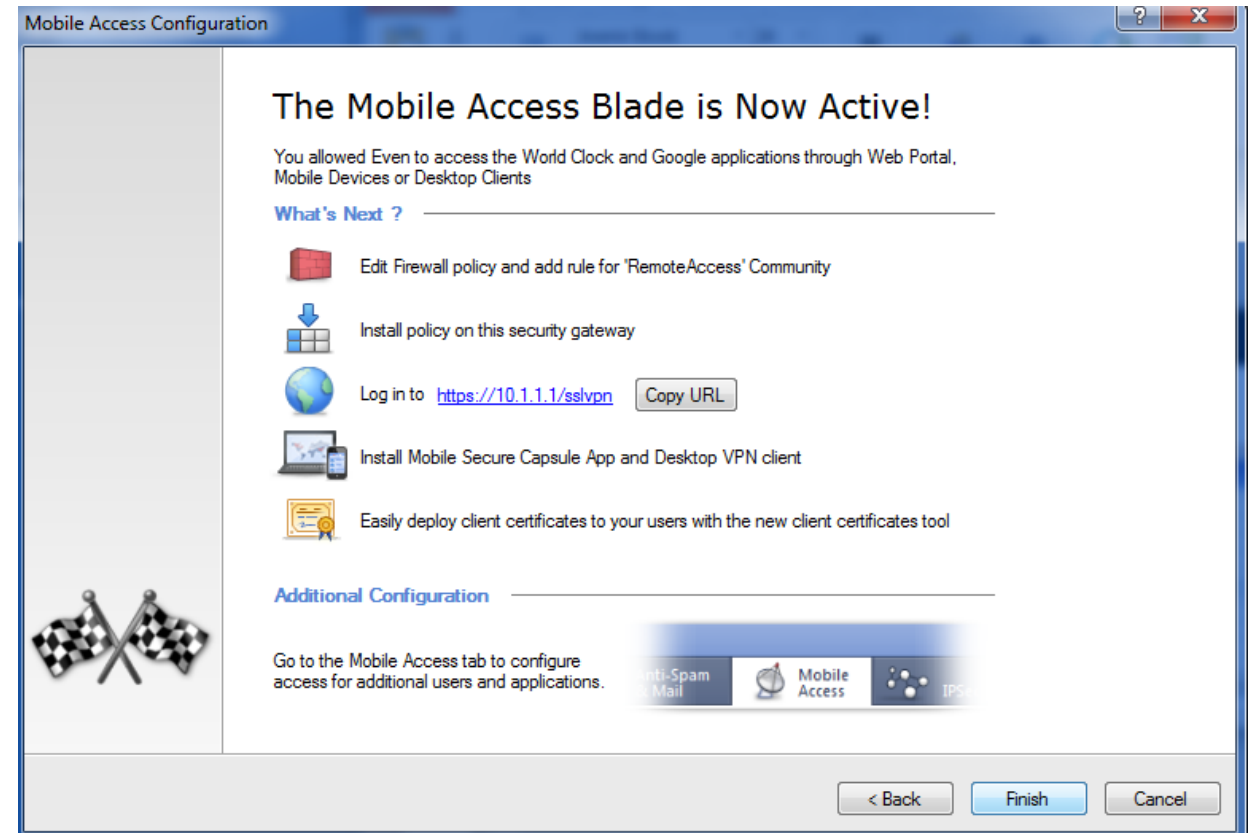 Mobile Access Configuration
?
X
The Mobile Access Blade is Now Active!
You allowed Even to access the World Clock and Google applications through Web Portal,
Mobile Devices or Desktop Clients
What's Next ?
Edit Firewall policy and add rule for 'RemoteAccess' Community
Install policy on this security gateway
Log in to https://10.1.1.1/sslvpn Copy URL
Install Mobile Secure Capsule App and Desktop VPN client
Easily deploy client certificates to your users with the new client certificates tool
Additional Configuration
Go to the Mobile Access tab to configure
access for additional users and applications.
nti-Spam
Mail
Mobile
Access
IPS
< Back Finish Cancel